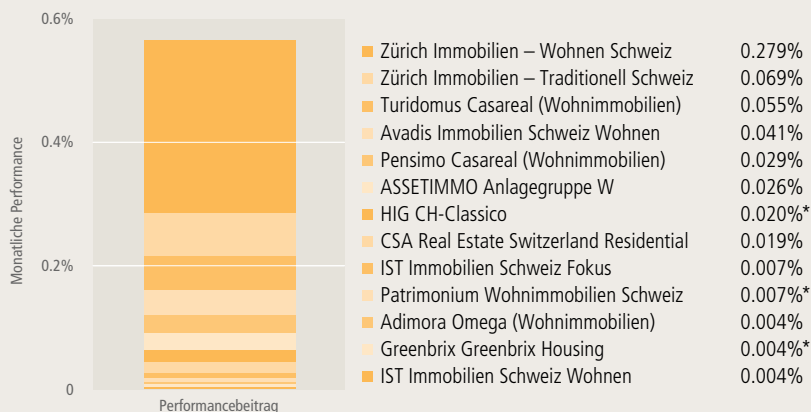 0.6%
0.4%
0.2%
0
Monatliche Performance
Performancebeitrag
Zürich Immobilien – Wohnen Schweiz 0.279%
Zürich Immobilien – Traditionell Schweiz 0.069%
Turidomus Casareal (Wohnimmobilien) 0.055%
Avadis Immobilien Schweiz Wohnen 0.041%
Pensimo Casareal (Wohnimmobilien) 0.029%
ASSETIMMO Anlagegruppe W 0.026%
HIG CH-Classico 0.020%*
CSA Real Estate Switzerland Residential 0.019%
IST Immobilien Schweiz Fokus 0.007%
Patrimonium Wohnimmobilien Schweiz 0.007%*
Adimora Omega (Wohnimmobilien) 0.004%
Greenbrix Greenbrix Housing 0.004%*
IST Immobilien Schweiz Wohnen 0.004%